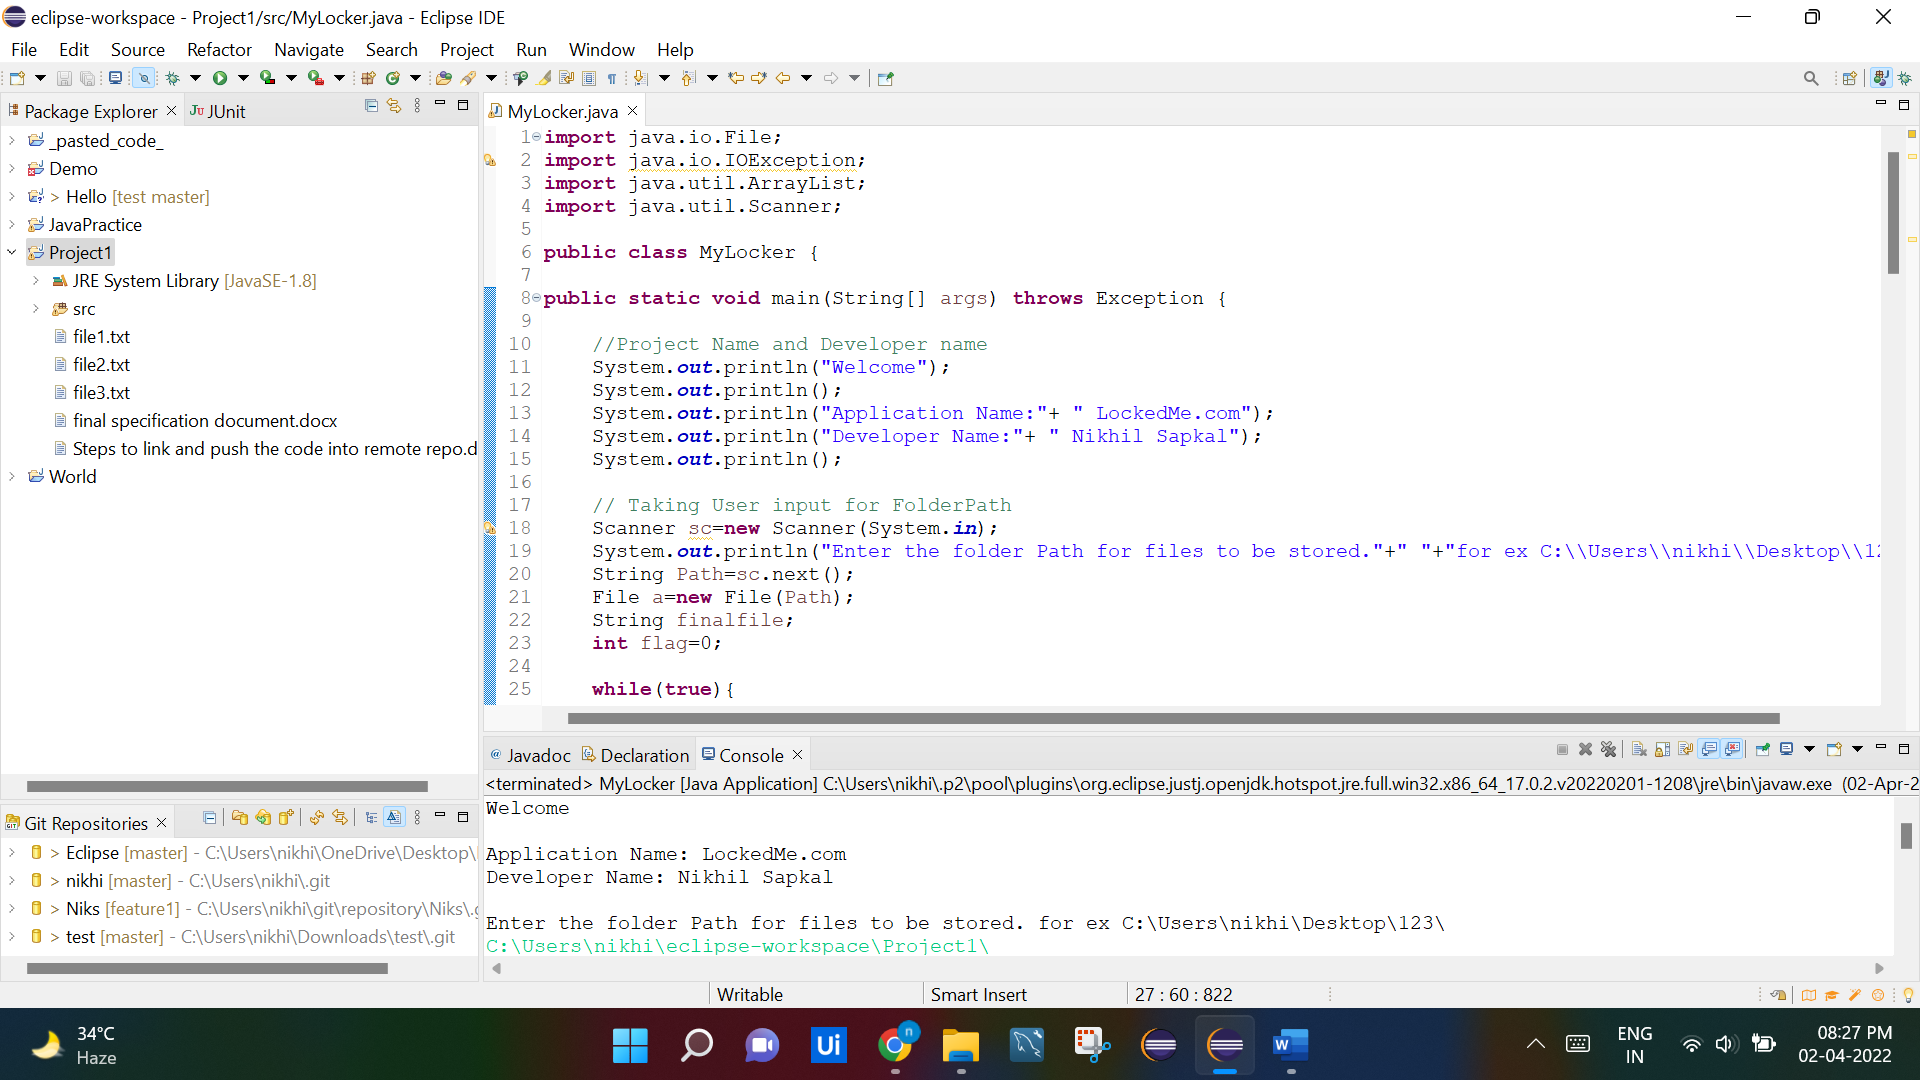 eclipse-workspace - Project1/src/MyLocker.java - Eclipse IDE
File Edit Source Refactor Navigate Search Project Run Window Help
Package Explorer JUnit
_pasted_code_
Demo
> Hello [test master]
JavaPractice
Project1
JRE System Library [JavaSE-1.8]
src
file1.txt
file2.txt
file3.txt
final specification document.docx
Steps to link and push the code into remote repo.d
World
MyLocker.java
1 import java.io.File;
2 import java.io.IOException;
3 import java.util.ArrayList;
4 import java.util.Scanner;
5
6 public class MyLocker {
7
8 public static void main(String[] args) throws Exception {
9
10 //Project Name and Developer name
11 System.out.println("Welcome");
12 System.out.println();
13 System.out.println("Application Name:"+ " LockedMe.com");
14 System.out.println("Developer Name:"+ " Nikhil Sapkal");
15 System.out.println();
16
17 // Taking User input for FolderPath
18 Scanner sc=new Scanner(System.in);
19 System.out.println("Enter the folder Path for files to be stored."+" "+"for ex C:\\Users\\nikhi\\Desktop\\12
20 String Path=sc.next();
21 File a=new File(Path);
22 String finalfile;
23 int flag=0;
24
25 while(true){
Git Repositories
> Eclipse [master] - C:\Users\nikhi\OneDrive\Desktop\
> nikhi [master] - C:\Users\nikhi\.git
> Niks [feature1] - C:\Users\nikhi\git\repository\Niks\.g
> test [master] - C:\Users\nikhi\Downloads\test\.git
Javadoc Declaration Console
<terminated> MyLocker [Java Application] C:\Users\nikhi\.p2\pool\plugins\org.eclipse.justj.openjdk.hotspot.jre.full.win32.x86_64_17.0.2.v20220201-1208\jre\bin\javaw.exe (02-Apr-2
Welcome
Application Name: LockedMe.com
Developer Name: Nikhil Sapkal
Enter the folder Path for files to be stored. for ex C:\Users\nikhi\Desktop\123\
C:\Users\nikhi\eclipse-workspace\Project1\
Writable Smart Insert 27 : 60 : 822
34°C
Haze
Ui
n
W
ENG
IN
08:27 PM
02-04-2022